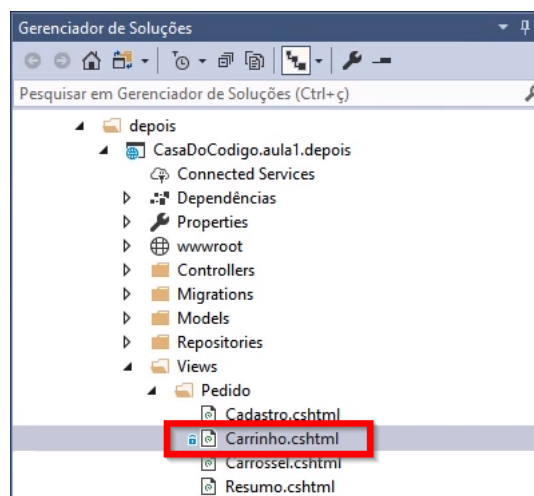 Gerenciador de Soluções
Pesquisar em Gerenciador de Soluções (Ctrl+ç)
depois
CasaDoCodigo.aula1.depois
Connected Services
Dependências
Properties
wwwroot
Controllers
Migrations
Models
Repositories
Views
Pedido
Cadastro.cshtml
Carrinho.cshtml
Carrossel.cshtml
Resumo.cshtml